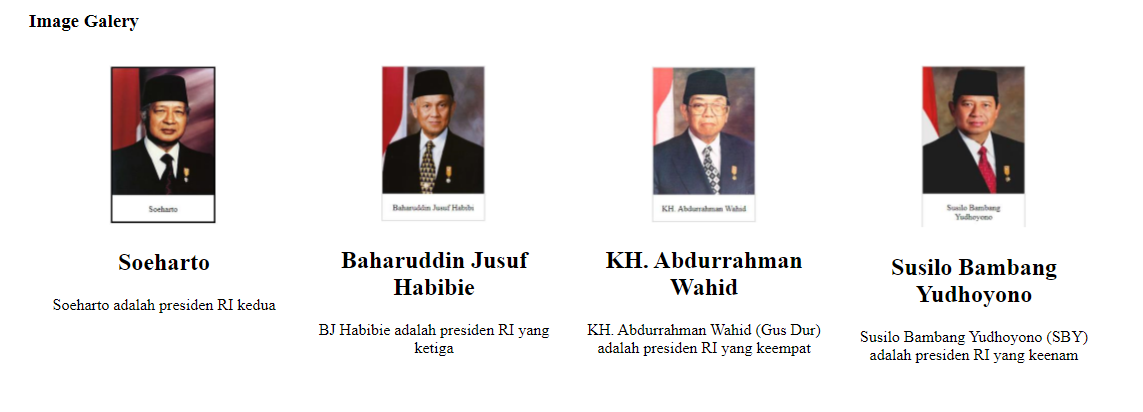 Image Galery
Soeharto
Baharuddin Jusuf Habibi
KH. Abdurrahman Wahid
Susilo Bambang
Yudhoyono
Soeharto
Soeharto adalah presiden RI kedua
Baharuddin Jusuf
Habibie
BJ Habibie adalah presiden RI yang
ketiga
KH. Abdurrahman
Wahid
KH. Abdurrahman Wahid (Gus Dur)
adalah presiden RI yang keempat
Susilo Bambang
Yudhoyono
Susilo Bambang Yudhoyono (SBY)
adalah presiden RI yang keenam